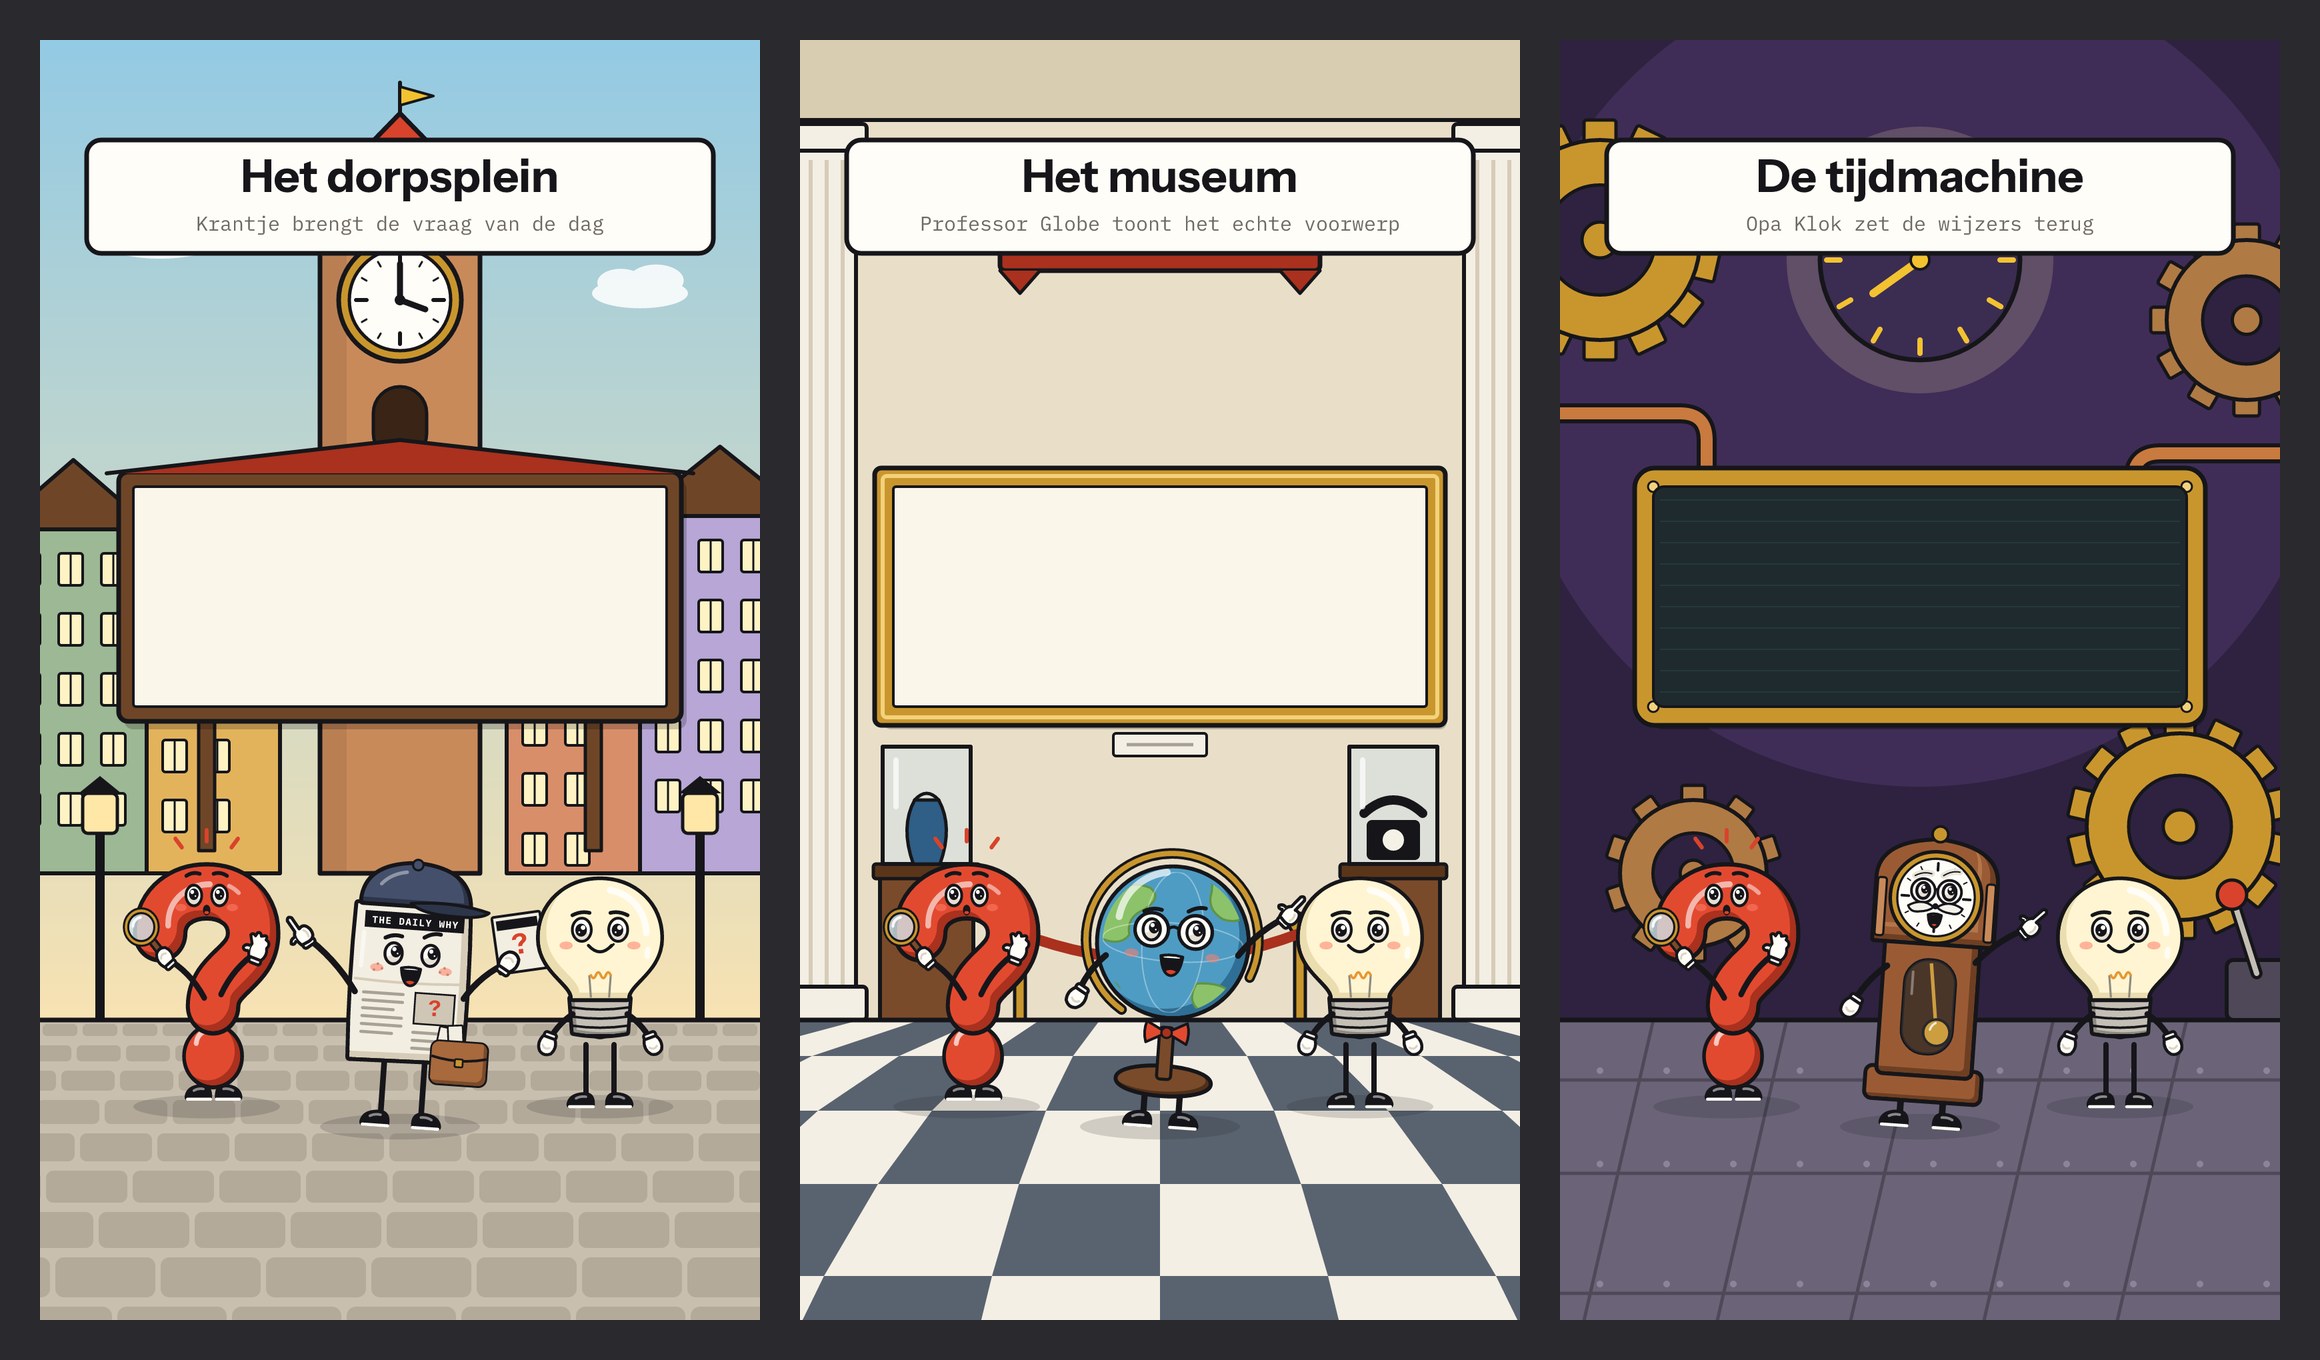 Het dorpsplein
Krantje brengt de vraag van de dag
THE DAILY WHY
?
?
Het museum
Professor Globe toont het echte voorwerp
De tijdmachine
Opa Klok zet de wijzers terug